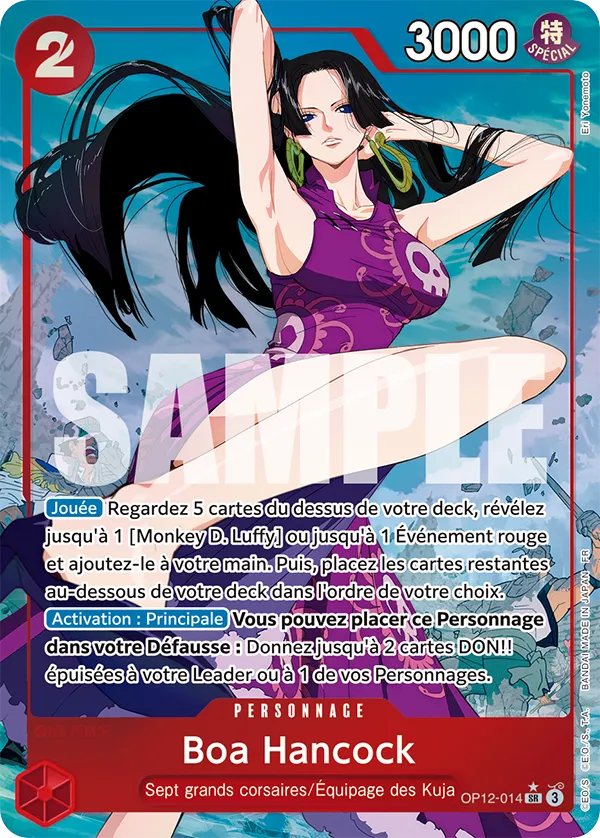 2
3000
特
SPÉCIAL
Eri Yonamoto
SAMPLE
Jouée Regardez 5 cartes du dessus de votre deck, révélez
jusqu'à 1 [Monkey D. Luffy] ou jusqu'à 1 Événement rouge
et ajoutez-le à votre main. Puis, placez les cartes restantes
au-dessous de votre deck dans l'ordre de votre choix.
Activation : Principale Vous pouvez placer ce Personnage
dans votre Défausse : Donnez jusqu'à 2 cartes DON!!
épuisées à votre Leader ou à 1 de vos Personnages.
PERSONNAGE
Boa Hancock
Sept grands corsaires/Équipage des Kuja
OP12-014 SR 3
©E.O/S. ©E.O./S.,T.A. BANDAI MADE IN JAPAN FR